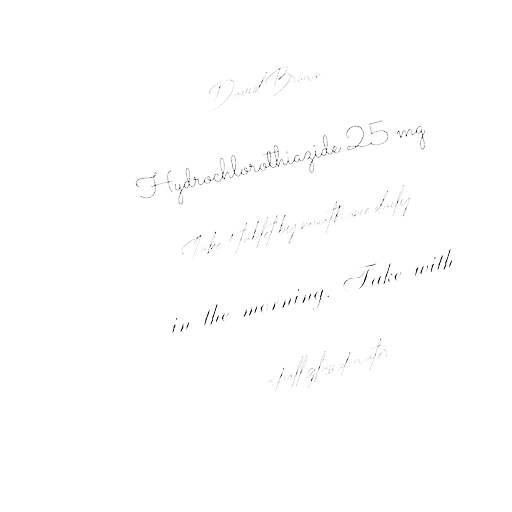 David Brown
Hydrochlorothiazide 25 mg
Take 1 tablet by mouth once daily
in the morning. Take with
a full glass of water